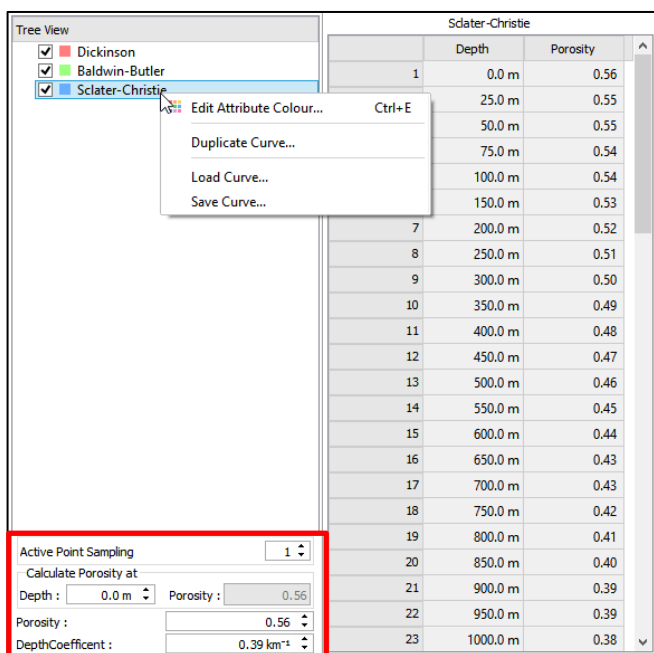 Tree View
Dickinson
Baldwin-Butler
Sclater-Christie
Edit Attribute Colour... Ctrl+E
Duplicate Curve...
Load Curve...
Save Curve...
Active Point Sampling 1
Calculate Porosity at
Depth : 0.0 m Porosity : 0.56
Porosity : 0.56
DepthCoefficent : 0.39 km⁻¹
Sclater-Christie
Depth Porosity
1 0.0 m 0.56
25.0 m 0.55
50.0 m 0.55
75.0 m 0.54
100.0 m 0.54
150.0 m 0.53
7 200.0 m 0.52
8 250.0 m 0.51
9 300.0 m 0.50
10 350.0 m 0.49
11 400.0 m 0.48
12 450.0 m 0.47
13 500.0 m 0.46
14 550.0 m 0.45
15 600.0 m 0.44
16 650.0 m 0.43
17 700.0 m 0.43
18 750.0 m 0.42
19 800.0 m 0.41
20 850.0 m 0.40
21 900.0 m 0.39
22 950.0 m 0.39
23 1000.0 m 0.38